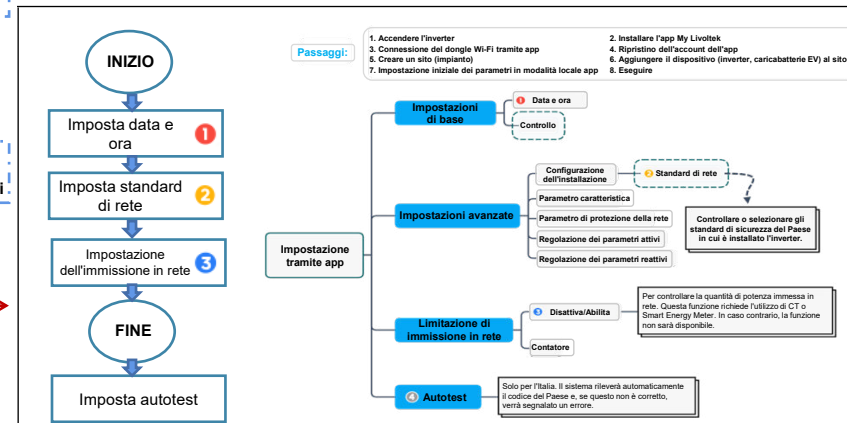 INIZIO
Imposta data e
ora
1
Imposta standard
di rete
2
i.
Impostazione
dell'immissione in rete
3
FINE
Imposta autotest
Passaggi:
1. Accendere l'inverter
2. Installare l'app My Livoltek
3. Connessione del dongle Wi-Fi tramite app
4. Ripristino dell'account dell'app
5. Creare un sito (impianto)
6. Aggiungere il dispositivo (inverter, caricabatterie EV) al sito
7. Impostazione iniziale dei parametri in modalità locale app
8. Eseguire
Impostazione
tramite app
Impostazioni
di base
1 Data e ora
Controllo
Impostazioni avanzate
Configurazione
dell'installazione
2 Standard di rete
Parametro caratteristica
Parametro di protezione della rete
Regolazione dei parametri attivi
Regolazione dei parametri reattivi
Controllare o selezionare gli
standard di sicurezza del Paese
in cui è installato l'inverter.
Limitazione di
immissione in rete
3 Disattiva/Abilita
Contatore
Per controllare la quantità di potenza immessa in
rete. Questa funzione richiede l'utilizzo di CT o
Smart Energy Meter. In caso contrario, la funzione
non sarà disponibile.
4 Autotest
Solo per l'Italia. Il sistema rileverà automaticamente
il codice del Paese e, se questo non è corretto,
verrà segnalato un errore.